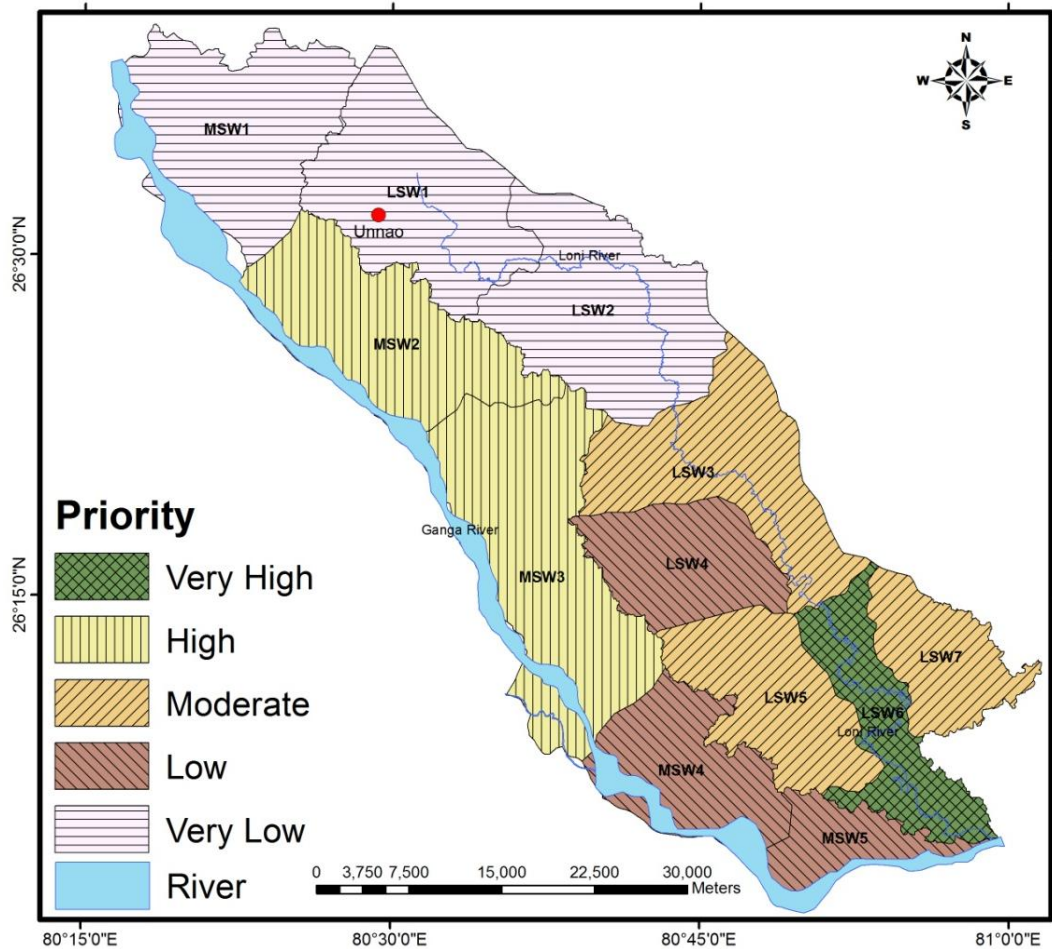 N
W E
S
MSW1
LSW1
Unnao
Loni River
26°30'0"N
LSW2
MSW2
LSW3
Priority
Ganga River
Very High
LSW4
MSW3
26°15'0"N
High
LSW7
LSW5
Moderate
LSW6
Loni River
Low
MSW4
Very Low
MSW5
River
0 3,750 7,500 15,000 22,500 30,000
Meters
80°15'0"E 80°30'0"E 80°45'0"E 81°0'0"E